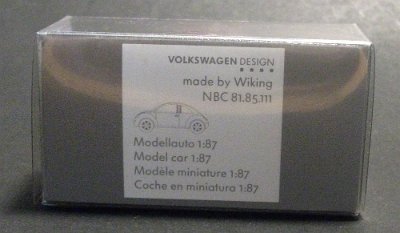 VOLKSWAGEN DESIGN
made by Wiking
NBC 81.85.111
Modellauto 1:87
Model car 1:87
Modèle miniature 1:87
Coche en miniatura 1:87